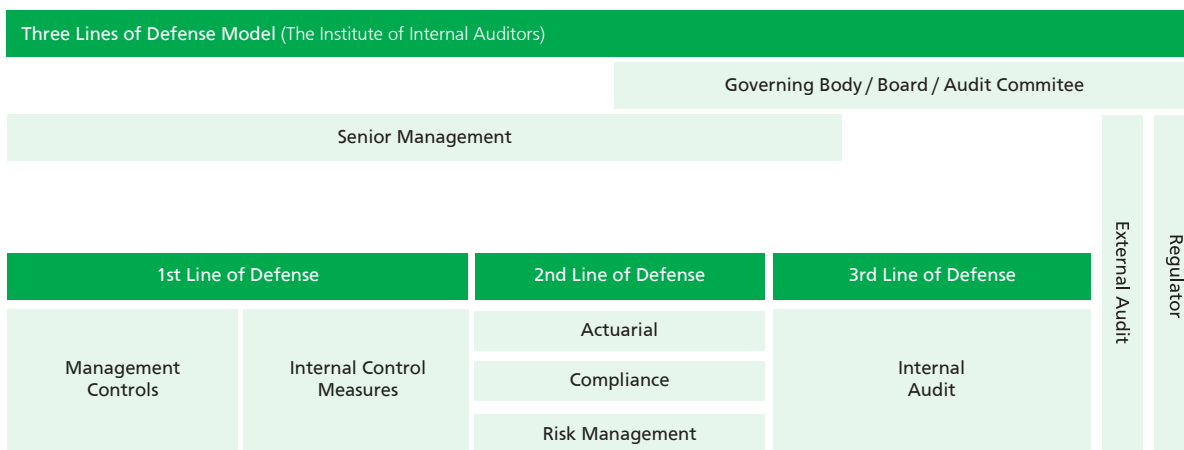 Three Lines of Defense Model (The Institute of Internal Auditors)
Governing Body / Board / Audit Commitee
Senior Management
External Audit
Regulator
1st Line of Defense
2nd Line of Defense
3rd Line of Defense
Management
Controls
Internal Control
Measures
Actuarial
Compliance
Risk Management
Internal
Audit